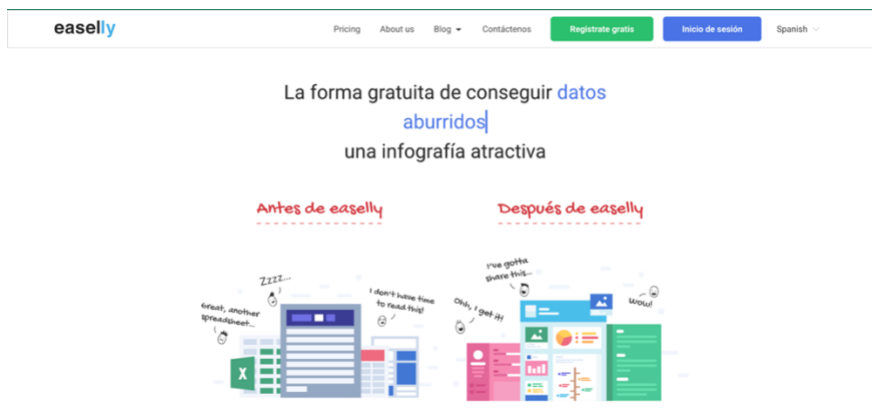 easelly
Pricing
About us
Blog
Contáctenos
Registrate gratis
Inicio de sesión
Spanish
La forma gratuita de conseguir datos
aburridos
una infografía atractiva
Antes de easelly
Después de easelly
Zzzz...
Great, another
spreadsheet...
I don't have time
to read this!
I've gotta
share this...
Ohh, I get it!
Wow!
X